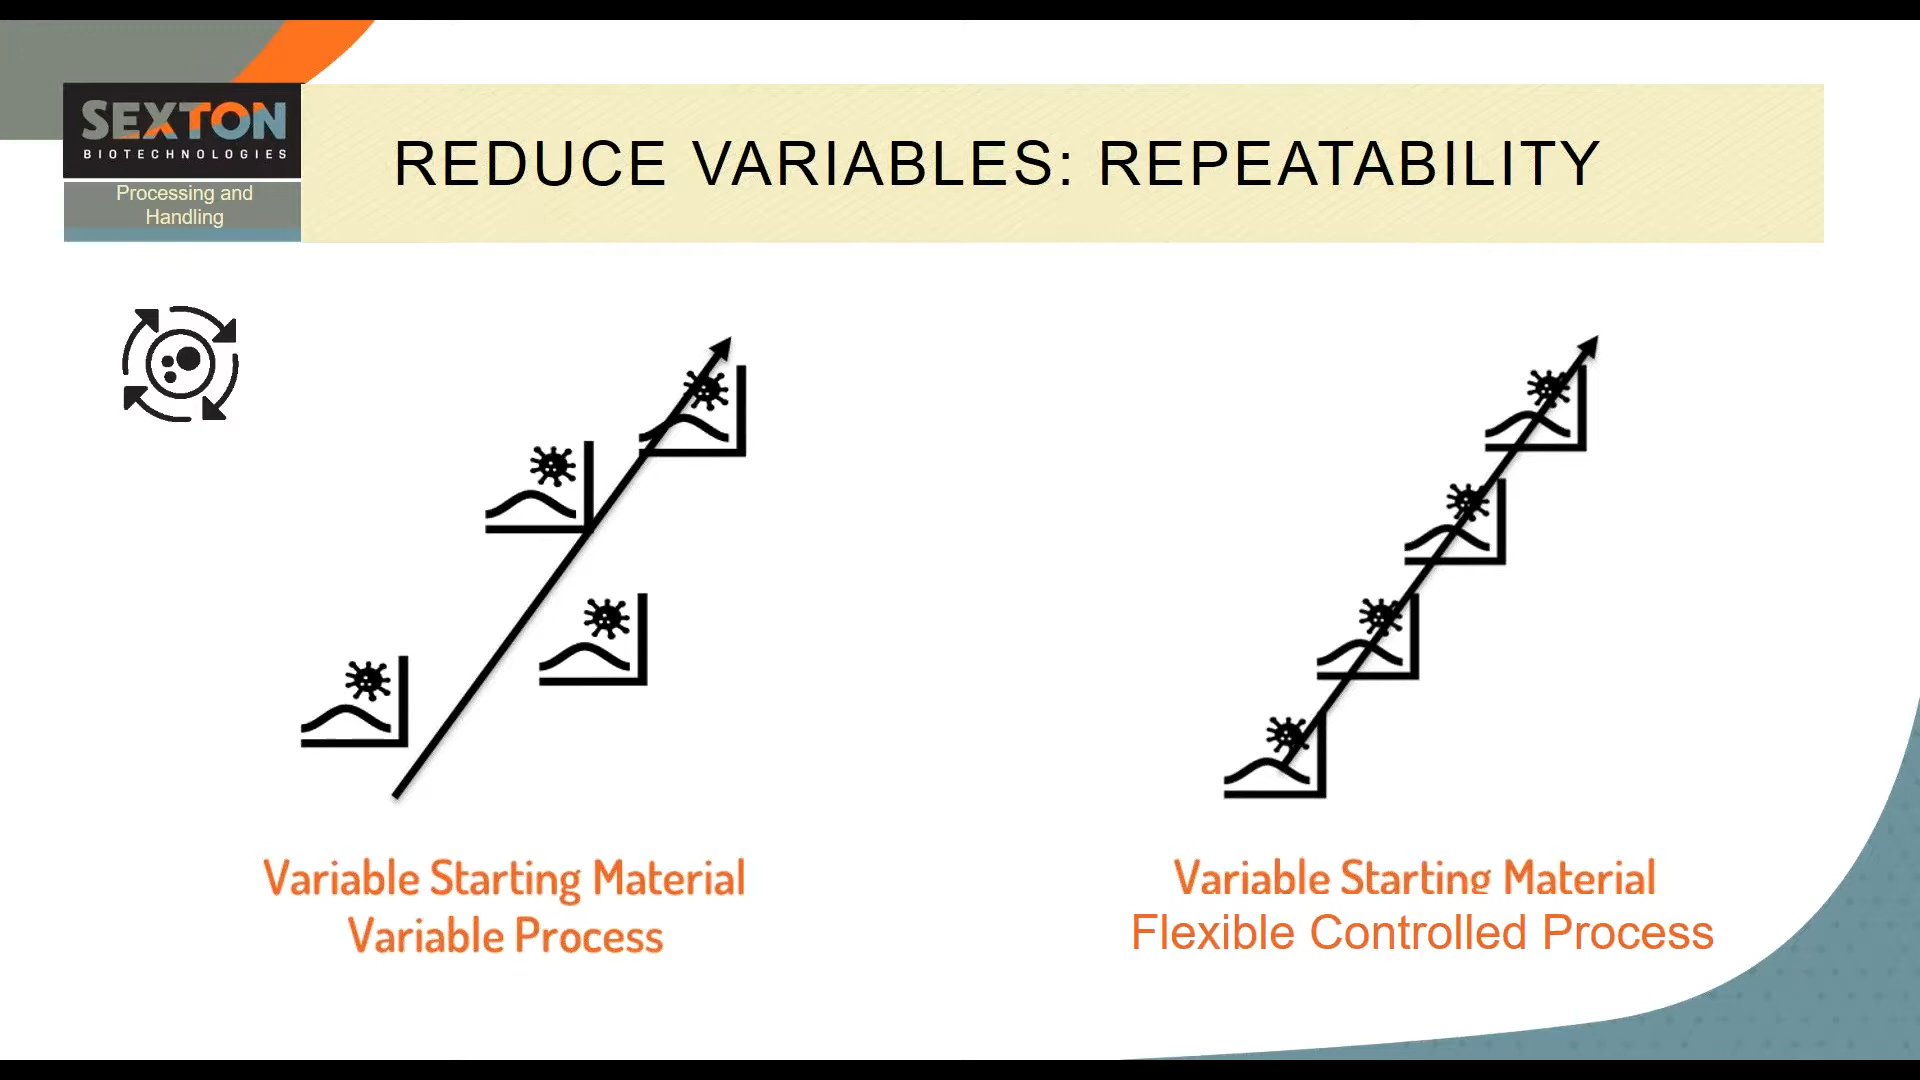 SEXTON
BIOTECHNOLOGIES
Processing and
Handling
REDUCE VARIABLES: REPEATABILITY
Variable Starting Material
Variable Process
Variable Starting Material
Flexible Controlled Process